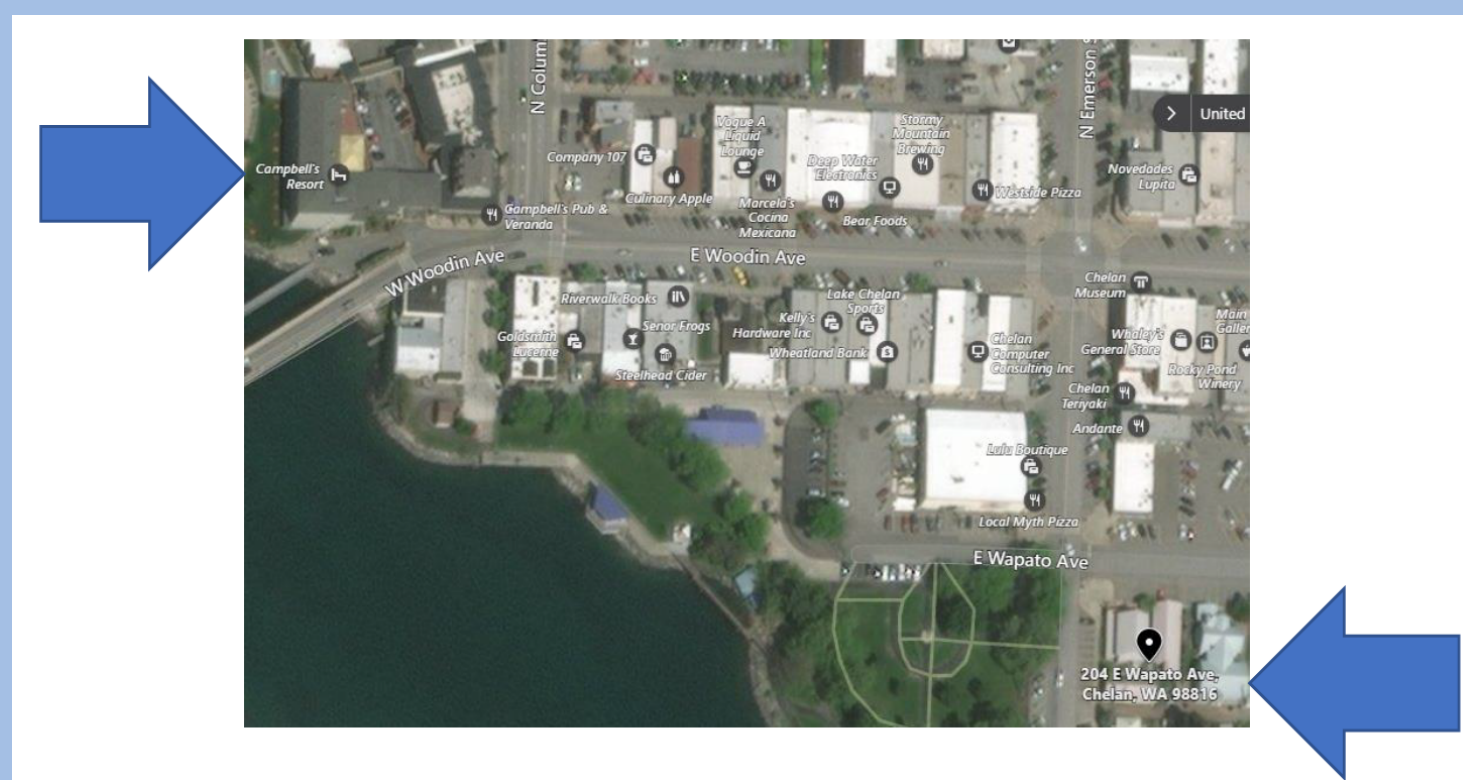 N Colum
N Emerson S
United
Campbell's
Resort
Campbell's Pub &
Veranda
Company 107
Culinary Apple
Vogue A
Liquid
Lounge
Marcela's
Cocina
Mexicana
Deep Water
Electronics
Bear Foods
Stormy
Mountain
Brewing
Westside Pizza
Novedades
Lupita
W Woodin Ave
E Woodin Ave
Chelan
Museum
Riverwalk Books
Goldsmith
Lucerne
Senor Frogs
Steelhead Cider
Kelly's
Hardware Inc
Lake Chelan
Sports
Wheatland Bank
Chelan
Computer
Consulting Inc
Whaley's
General Store
Main
Galler
Rocky Pond
Winery
Chelan
Teriyaki
Andante
Lulu Boutique
Local Myth Pizza
E Wapato Ave
204 E Wapato Ave,
Chelan, WA 98816